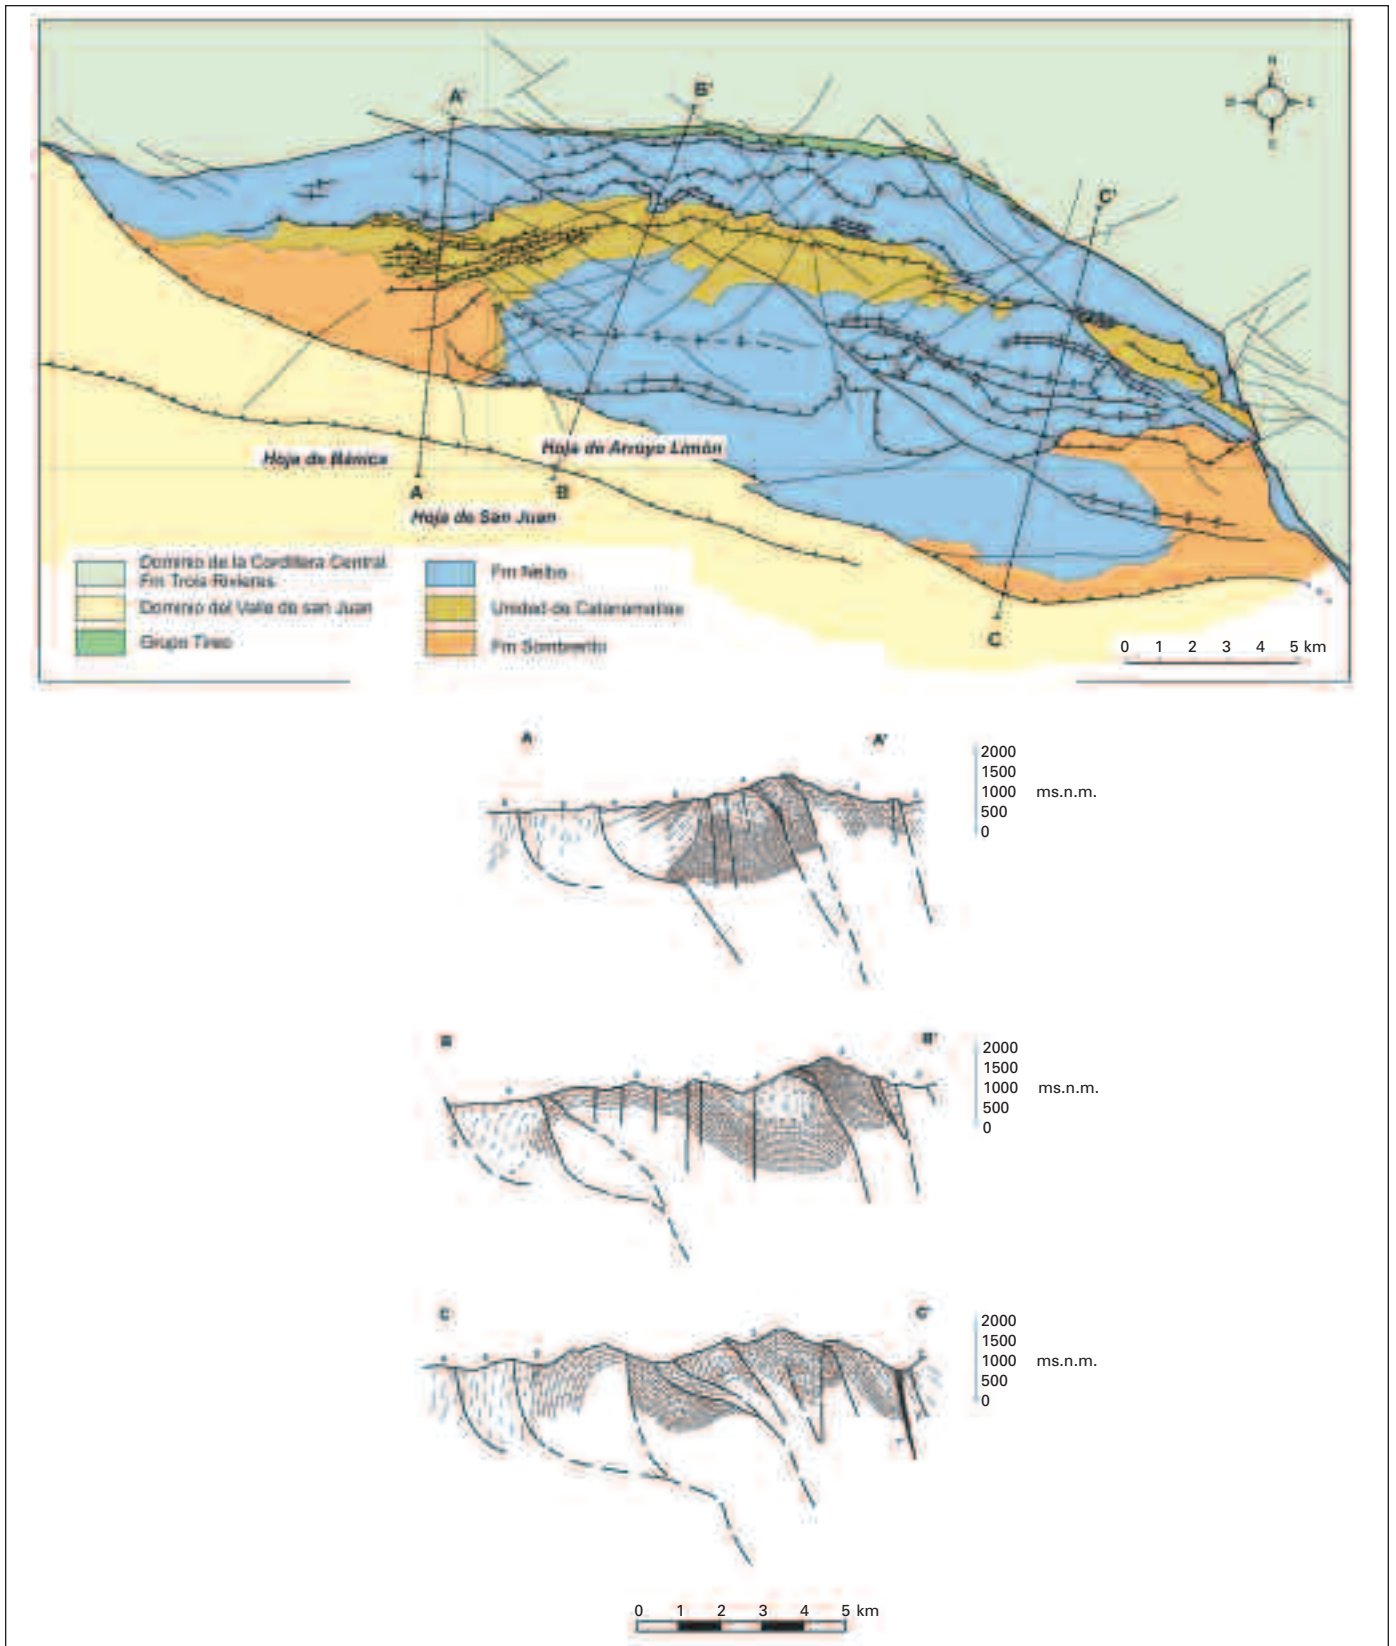 A'
B'
C'
N
E
Hoja de Bánica
Hoja de Arroyo Limón
A
B
Hoja de San Juan
Dominio de la Cordillera Central
Fm Trois Rivieres
Dominio del Valle de san Juan
Grupo Tireo
Fm Neiba
Unidad de Catanamatías
Fm Sombrerito
C
0 1 2 3 4 5 km
A A'
2000
1500
1000 ms.n.m.
500
0
B B'
2000
1500
1000 ms.n.m.
500
0
C C'
2000
1500
1000 ms.n.m.
500
0
0 1 2 3 4 5 km